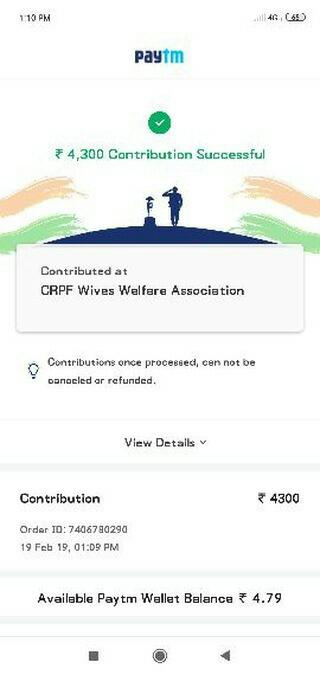 1:10 PM 4G 65
paytm
₹ 4,300 Contribution Successful
Contributed at
CRPF Wives Welfare Association
Contributions once processed, can not be
canceled or refunded.
View Details
Contribution ₹ 4300
Order ID: 7406780290
19 Feb 19, 01:09 PM
Available Paytm Wallet Balance ₹ 4.79